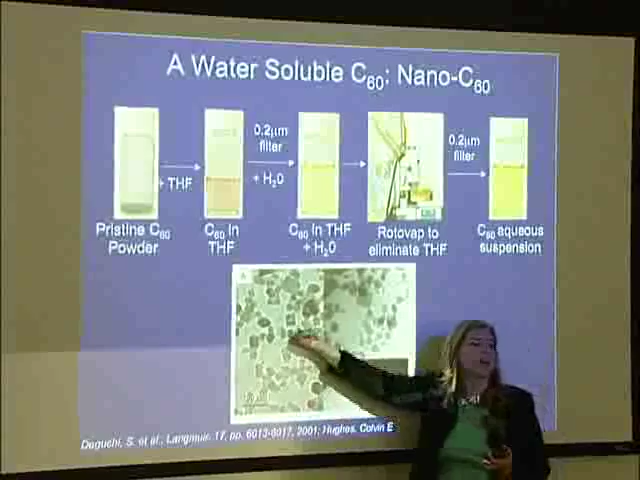 A Water Soluble C60: Nano-C60
+ THF
0.2µm
filter
+ H2O
0.2µm
filter
Pristine C60
Powder
C60 in
THF
C60 in THF
+ H2O
Rotovap to
eliminate THF
C60 aqueous
suspension
Deguchi, S. et al., Langmuir, 17, pp. 6013-6017, 2001; Hughes, Colvin E